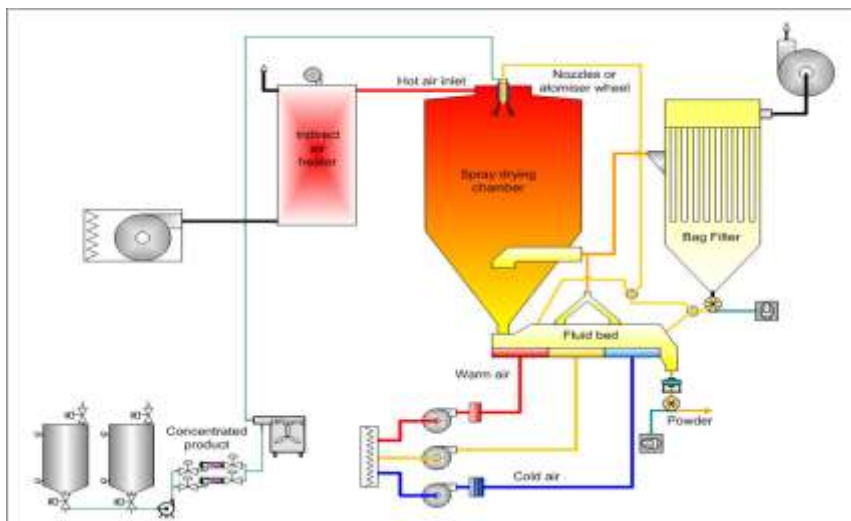 Hot air inlet
Nozzles or
atomiser wheel
Indirect
air
heater
Spray drying
chamber
Bag Filter
Fluid bed
Warm air
Concentrated
product
Powder
Cold air